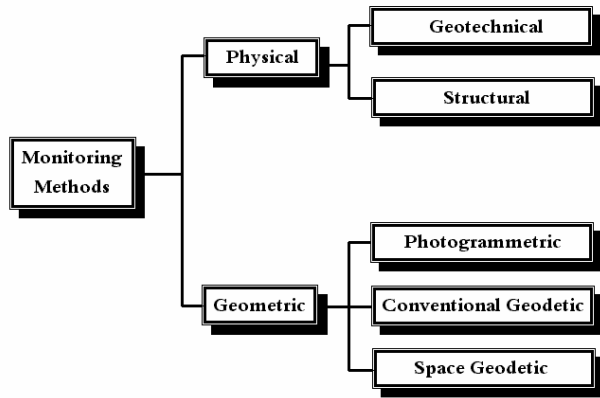 Monitoring
Methods
Physical
Geotechnical
Structural
Geometric
Photogrammetric
Conventional Geodetic
Space Geodetic